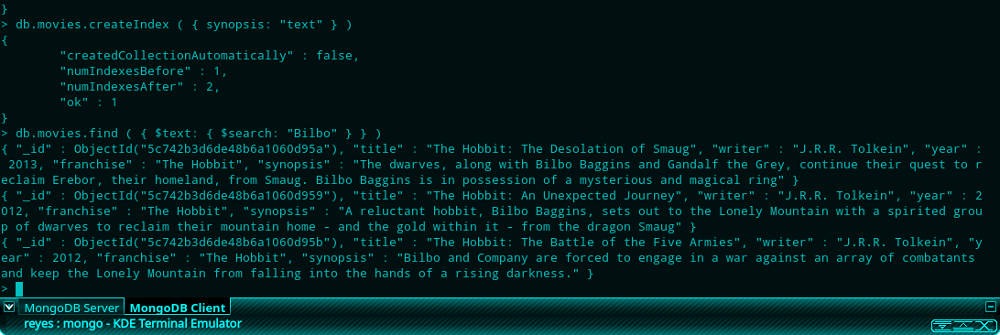 }
> db.movies.createIndex ( { synopsis: "text" } )
{
        "createdCollectionAutomatically" : false,
        "numIndexesBefore" : 1,
        "numIndexesAfter" : 2,
        "ok" : 1
}
> db.movies.find ( { $text: { $search: "Bilbo" } } )
{ "_id" : ObjectId("5c742b3d6de48b6a1060d95a"), "title" : "The Hobbit: The Desolation of Smaug", "writer" : "J.R.R. Tolkein", "year" :
 2013, "franchise" : "The Hobbit", "synopsis" : "The dwarves, along with Bilbo Baggins and Gandalf the Grey, continue their quest to r
eclaim Erebor, their homeland, from Smaug. Bilbo Baggins is in possession of a mysterious and magical ring" }
{ "_id" : ObjectId("5c742b3d6de48b6a1060d959"), "title" : "The Hobbit: An Unexpected Journey", "writer" : "J.R.R. Tolkein", "year" : 2
012, "franchise" : "The Hobbit", "synopsis" : "A reluctant hobbit, Bilbo Baggins, sets out to the Lonely Mountain with a spirited grou
p of dwarves to reclaim their mountain home - and the gold within it - from the dragon Smaug" }
{ "_id" : ObjectId("5c742b3d6de48b6a1060d95b"), "title" : "The Hobbit: The Battle of the Five Armies", "writer" : "J.R.R. Tolkein", "y
ear" : 2012, "franchise" : "The Hobbit", "synopsis" : "Bilbo and Company are forced to engage in a war against an array of combatants
and keep the Lonely Mountain from falling into the hands of a rising darkness." }
>
MongoDB Server MongoDB Client
reyes : mongo - KDE Terminal Emulator